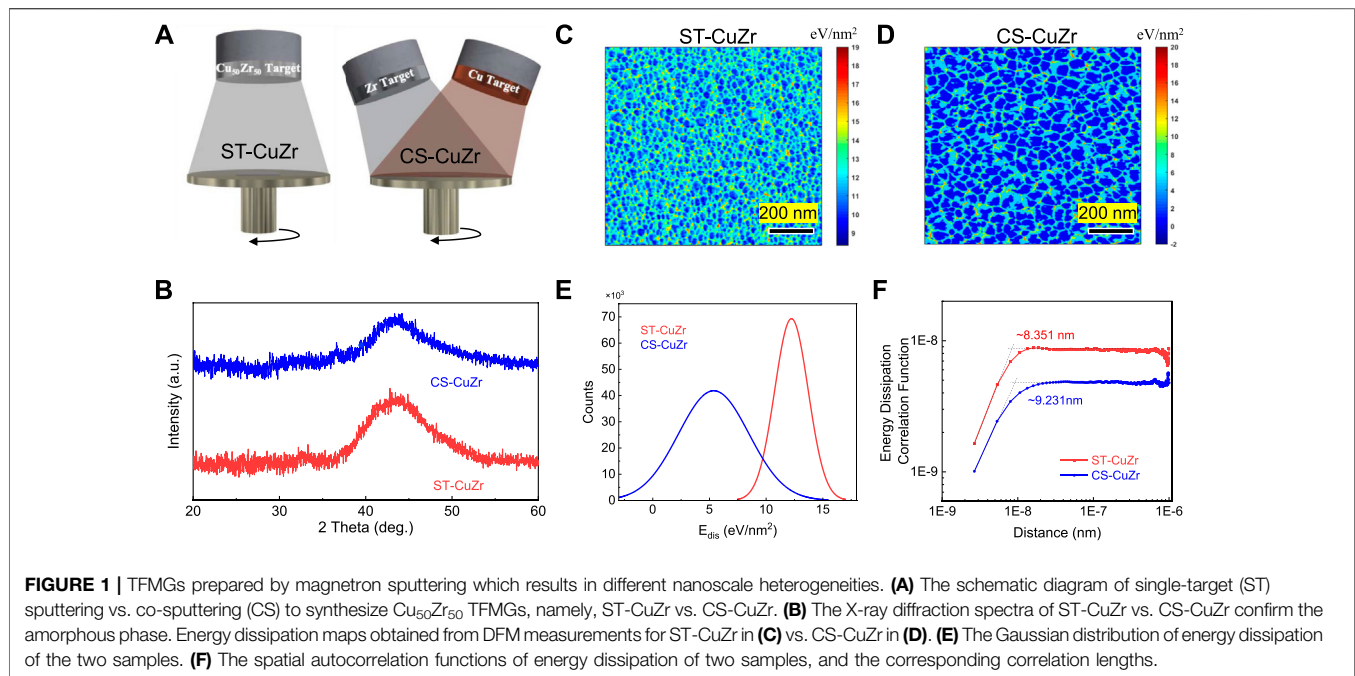 A
Cu₅₀Zr₅₀ Target
ST-CuZr
Zr Target
Cu Target
CS-CuZr
C
ST-CuZr
eV/nm²
19
18
17
16
15
14
13
12
11
10
9
200 nm
D
CS-CuZr
eV/nm²
20
18
16
14
12
10
8
6
4
2
0
-2
200 nm
B
Intensity (a.u.)
CS-CuZr
ST-CuZr
20
30
40
50
60
2 Theta (deg.)
E
×10³
70
60
50
40
30
20
10
0
Counts
ST-CuZr
CS-CuZr
0
5
10
15
E_dis (eV/nm²)
F
Energy Dissipation
Correlation Function
1E-8
1E-9
~8.351 nm
~9.231nm
ST-CuZr
CS-CuZr
1E-9
1E-8
1E-7
1E-6
Distance (nm)
FIGURE 1 | TFMGs prepared by magnetron sputtering which results in different nanoscale heterogeneities. (A) The schematic diagram of single-target (ST)
sputtering vs. co-sputtering (CS) to synthesize Cu₅₀Zr₅₀ TFMGs, namely, ST-CuZr vs. CS-CuZr. (B) The X-ray diffraction spectra of ST-CuZr vs. CS-CuZr confirm the
amorphous phase. Energy dissipation maps obtained from DFM measurements for ST-CuZr in (C) vs. CS-CuZr in (D). (E) The Gaussian distribution of energy dissipation
of the two samples. (F) The spatial autocorrelation functions of energy dissipation of two samples, and the corresponding correlation lengths.